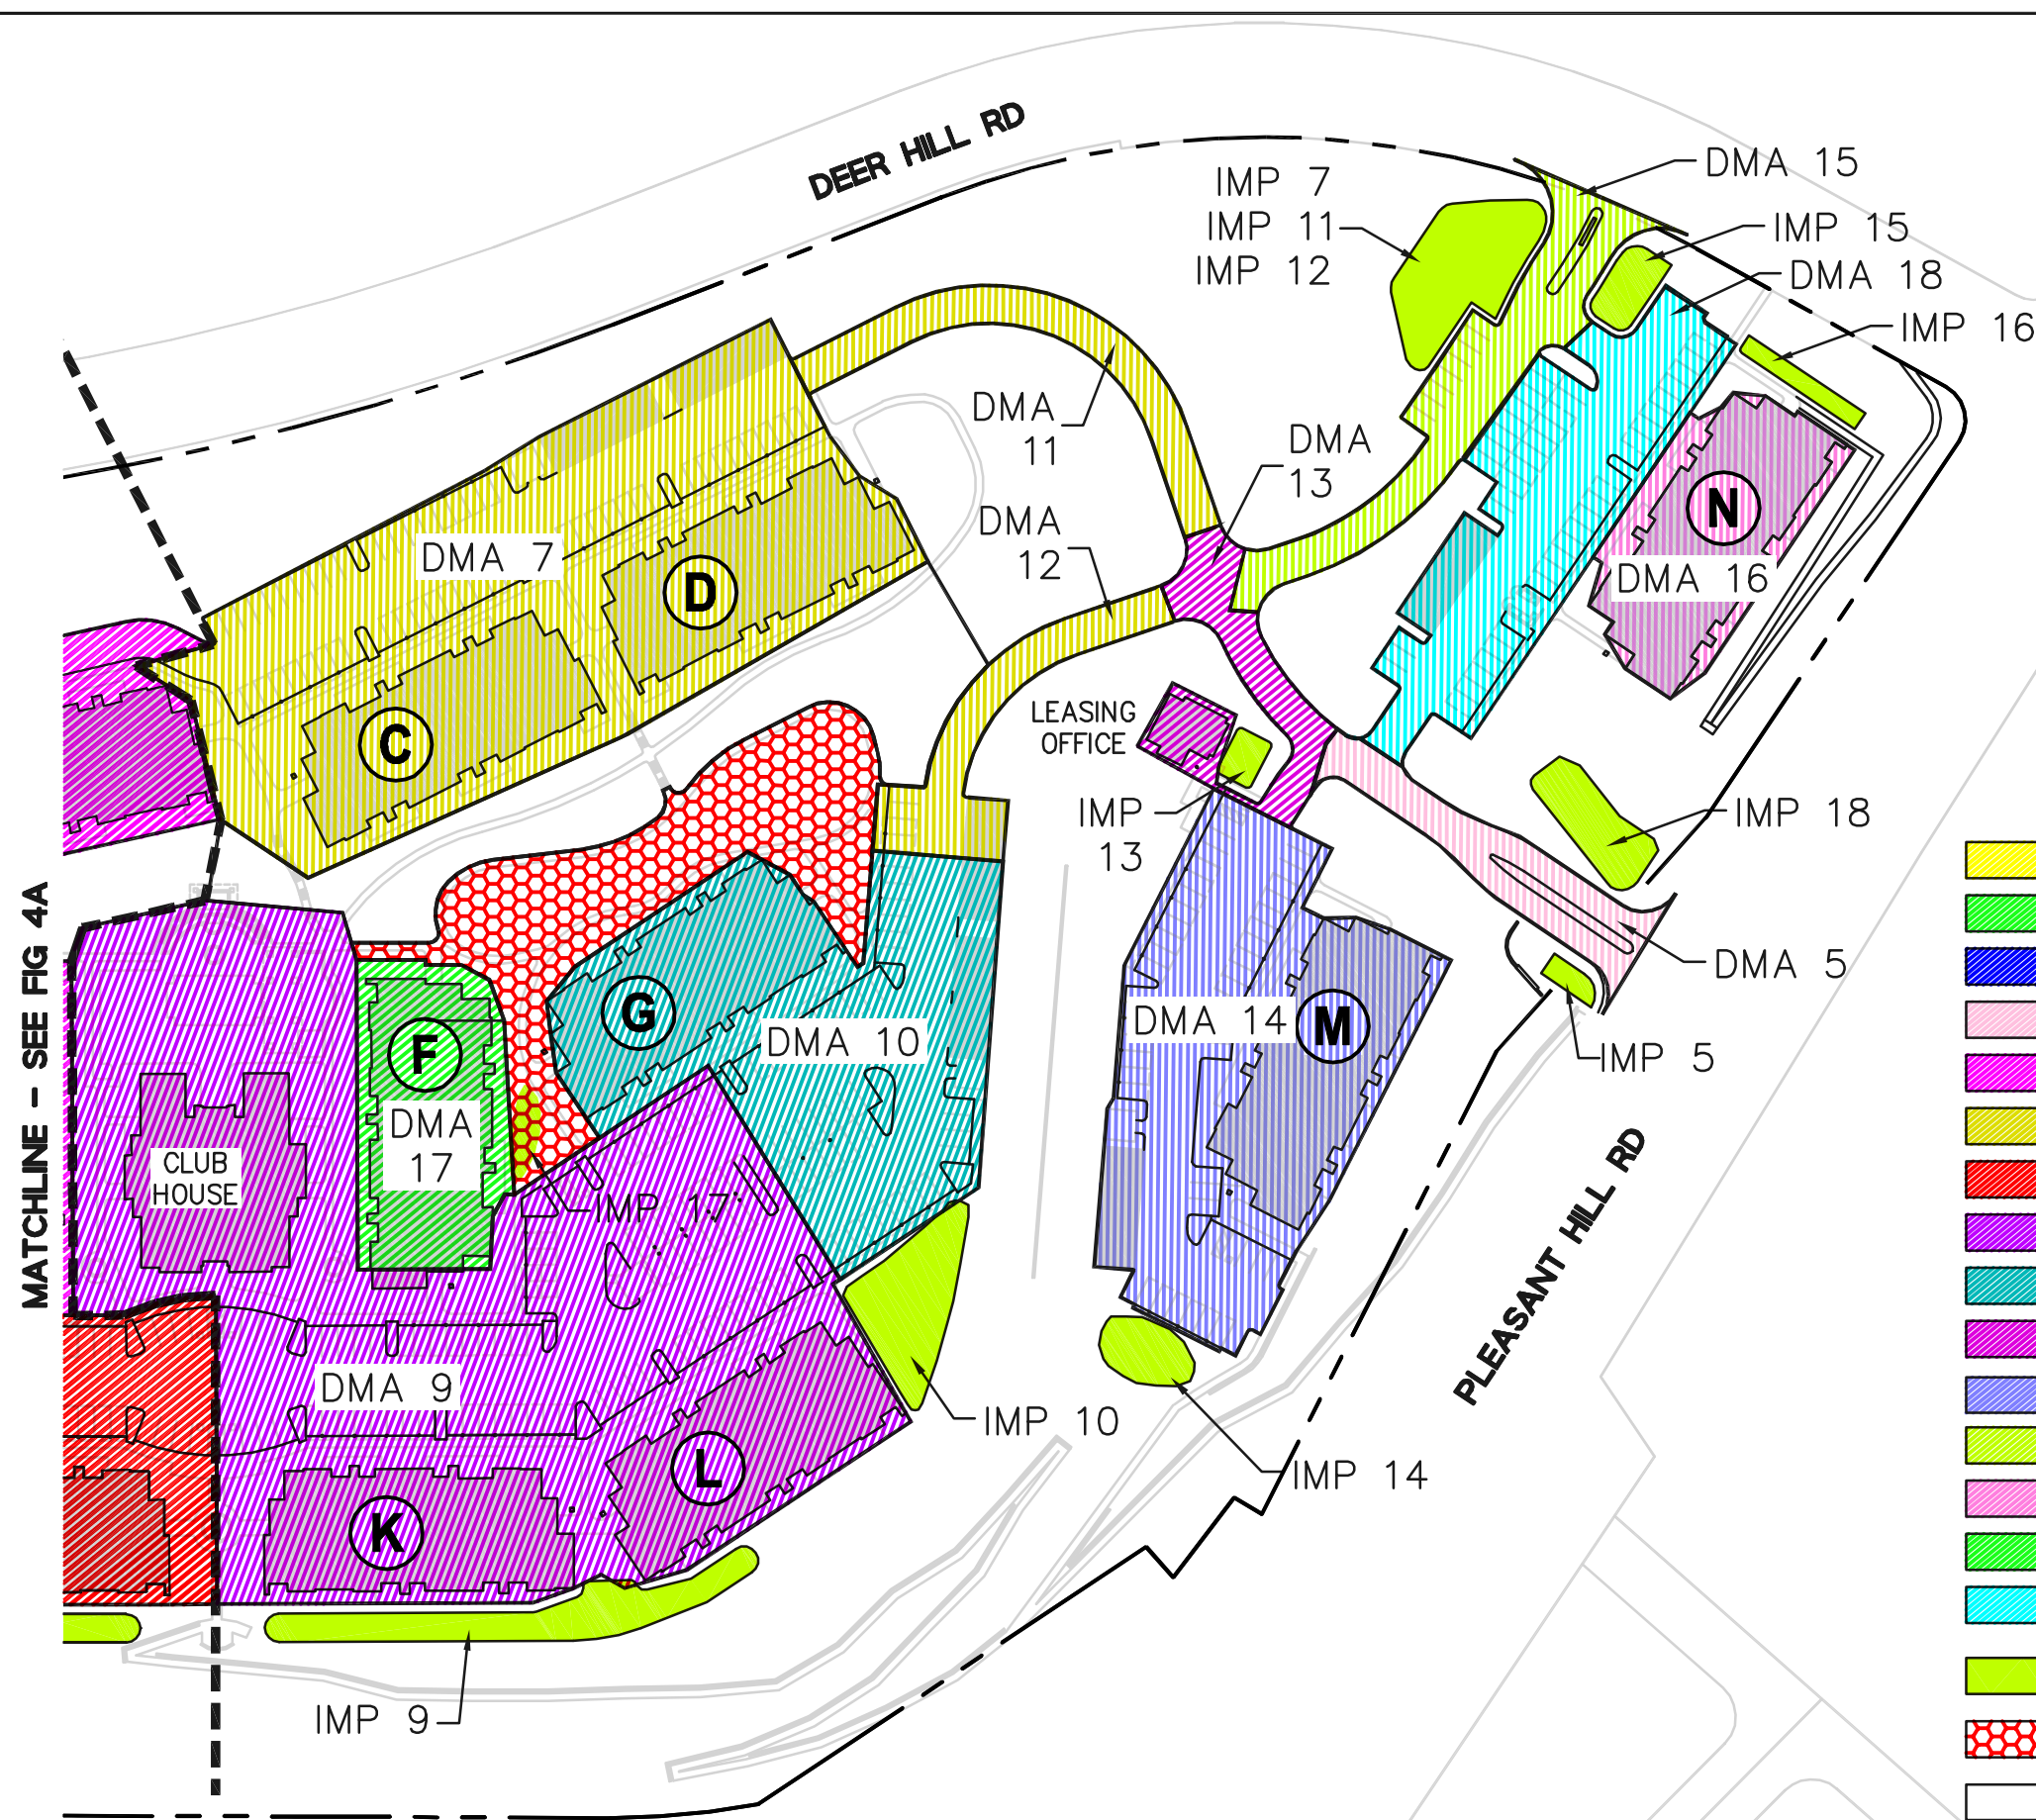 DEER HILL RD
DMA 15
IMP 7
IMP 11
IMP 12
IMP 15
DMA 18
IMP 16
DMA
11
DMA
13
DMA
12
DMA 7
D
N
DMA 16
C
LEASING
OFFICE
IMP
13
IMP 18
MATCHLINE - SEE FIG 4A
DMA 5
G
DMA 10
DMA 14
M
F
IMP 5
DMA
17
CLUB
HOUSE
IMP 17
PLEASANT HILL RD
DMA 9
IMP 10
L
IMP 14
K
IMP 9